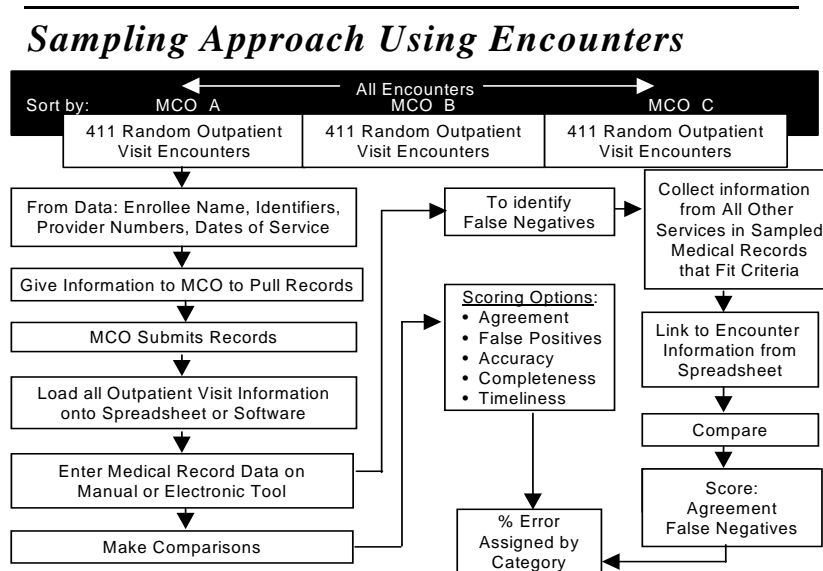 Sampling Approach Using Encounters
All Encounters
Sort by: MCO A MCO B MCO C
411 Random Outpatient
Visit Encounters
411 Random Outpatient
Visit Encounters
411 Random Outpatient
Visit Encounters
From Data: Enrollee Name, Identifiers,
Provider Numbers, Dates of Service
Give Information to MCO to Pull Records
MCO Submits Records
Load all Outpatient Visit Information
onto Spreadsheet or Software
Enter Medical Record Data on
Manual or Electronic Tool
Make Comparisons
To identify
False Negatives
Scoring Options:
• Agreement
• False Positives
• Accuracy
• Completeness
• Timeliness
% Error
Assigned by
Category
Collect information
from All Other
Services in Sampled
Medical Records
that Fit Criteria
Link to Encounter
Information from
Spreadsheet
Compare
Score:
Agreement
False Negatives